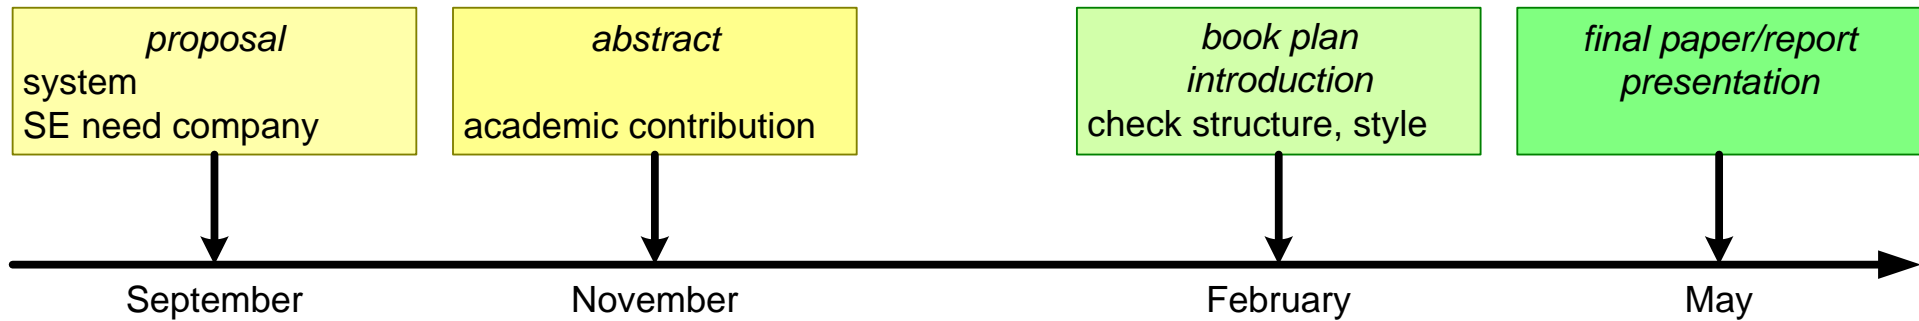 proposal
system
SE need company
abstract
academic contribution
book plan
introduction
check structure, style
final paper/report
presentation
September
November
February
May